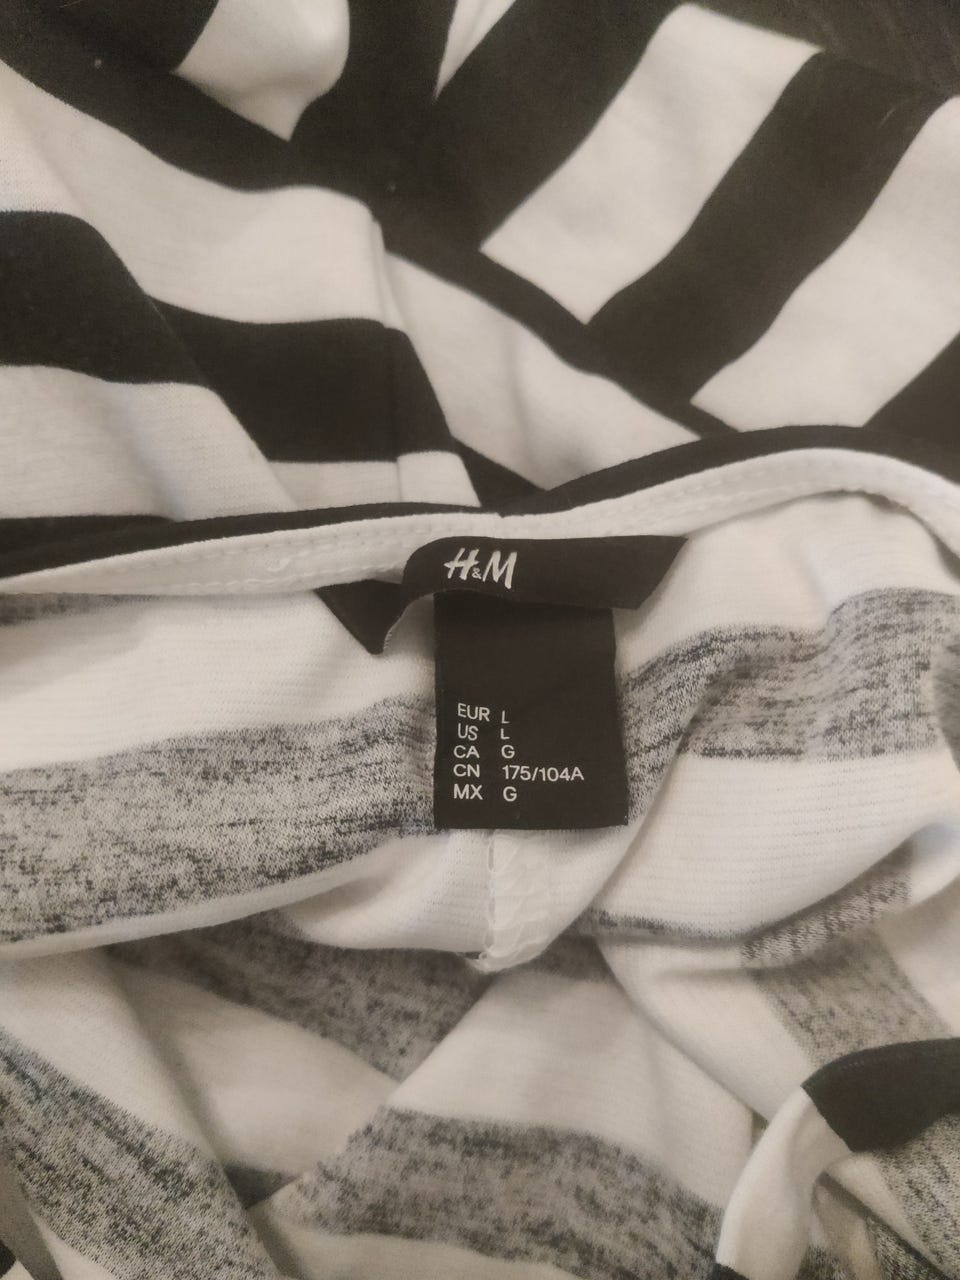 H&M
EUR L
US L
CA G
CN 175/104A
MX G